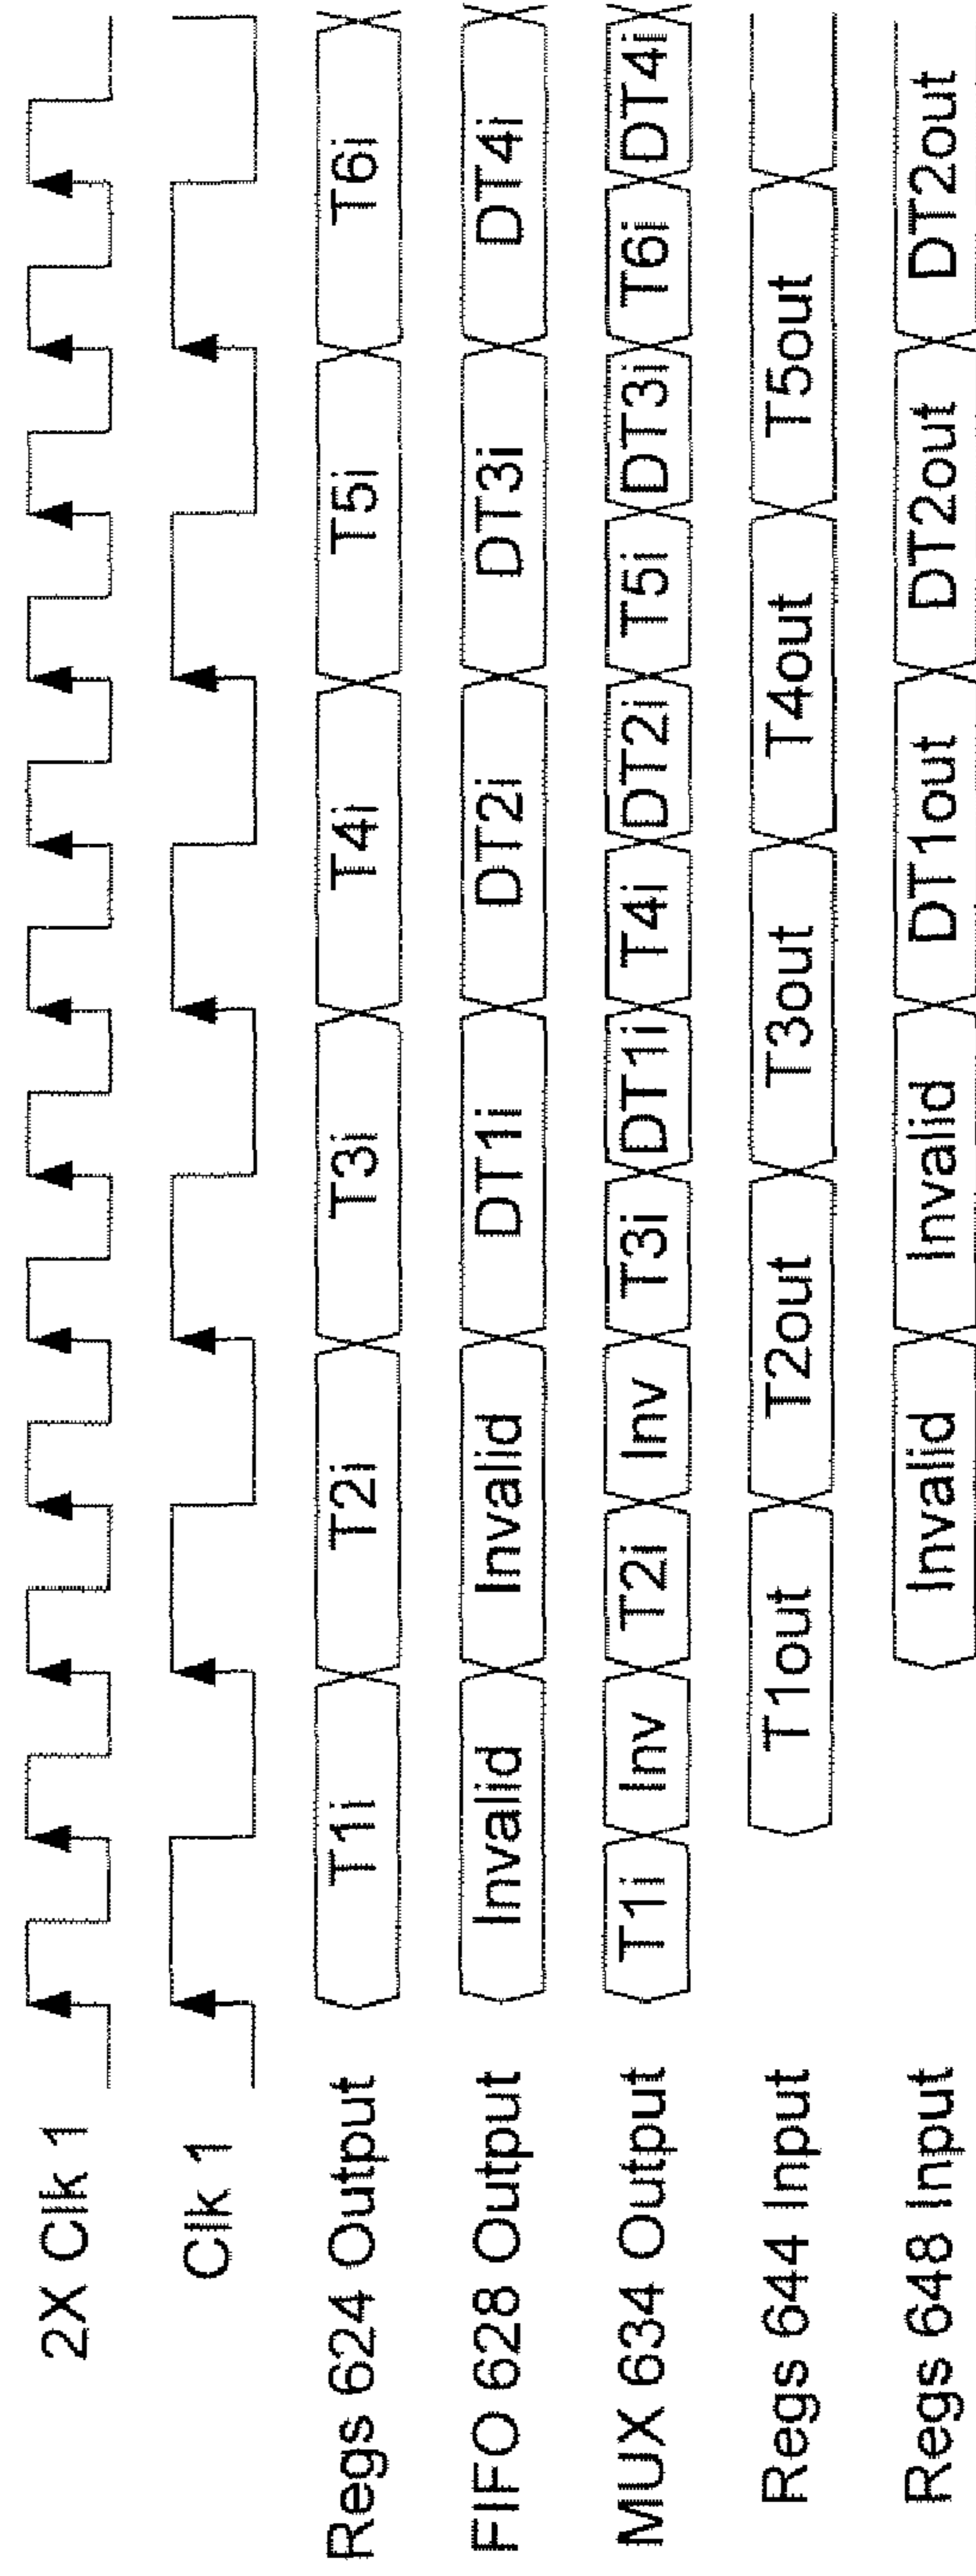 2X Clk 1
Clk 1
Regs 624 Output T1i T2i T3i T4i T5i T6i
FIFO 628 Output Invalid Invalid DT1i DT2i DT3i DT4i
MUX 634 Output T1i Inv T2i Inv T3i DT1i T4i DT2i T5i DT3i T6i DT4i
Regs 644 Input T1out T2out T3out T4out T5out
Regs 648 Input Invalid Invalid DT1out DT2out DT2out